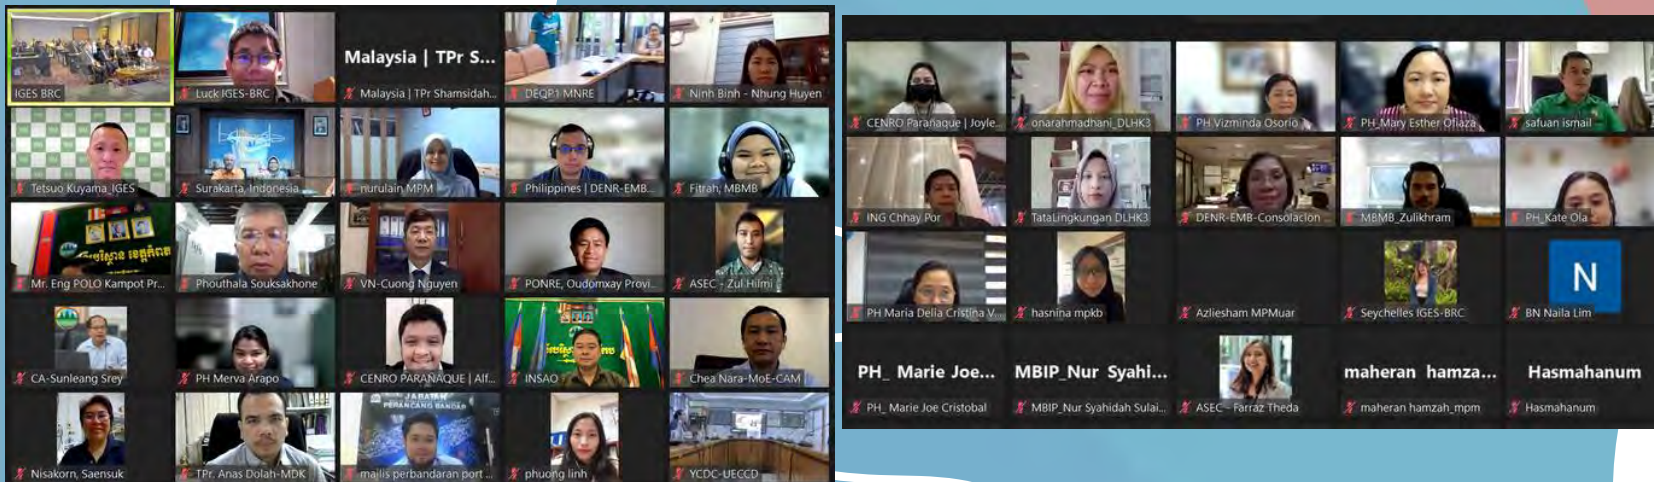 IGES BRC
Luck IGES-BRC
Malaysia | TPr S...
Malaysia | TPr Shamsidah...
DEQP1 MNRE
Ninh Binh - Nhung Huyen
Tetsuo Kuyama_IGES
Surakarta, Indonesia
nurulain MPM
Philippines | DENR-EMB...
Fitrah, MBMB
Mr. Eng POLO Kampot Pr...
Phouthala Souksakhone
VN-Cuong Nguyen
PONRE, Oudomxay Provi...
ASEC - Zul Hilmi
CA-Sunleang Srey
PH Merva Arapo
CENRO PARAÑAQUE | Alf...
INSAO
Chea Nara-MoE-CAM
JABATAN
PERANCANG BANDAR
Nisakorn, Saensuk
TPr. Anas Dolah-MDK
majlis perbandaran port ...
phuong linh
YCDC-UECCD
CENRO Parañaque | Joyle...
onarahmadhani_DLHK3
PH Vizminda Osorio
PH_Mary Esther Ofiaza
safuan ismail
ING Chhay Por
TataLingkungan DLHK3
DENR-EMB-Consolacion
MBMB_Zulikhram
PH_Kate Ola
PH Maria Delia Cristina V...
hasnina mpkb
Azliesham MPMuar
Seychelles IGES-BRC
N
BN Naila Lim
PH_ Marie Joe...
PH_ Marie Joe Cristobal
MBIP_Nur Syahi...
MBIP_Nur Syahidah Sulai...
ASEC - Farraz Theda
maheran hamza...
maheran hamzah_mpm
Hasmahanum
Hasmahanum